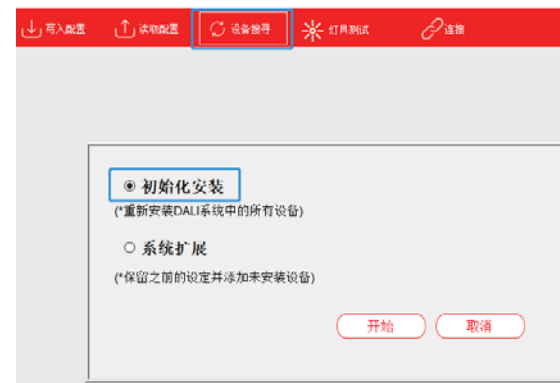 写入配置 读取配置 设备搜寻 灯具测试 连接
初始化安装
(*重新安装DALI系统中的所有设备)
系统扩展
(*保留之前的设定并添加未安装设备)
开始 取消